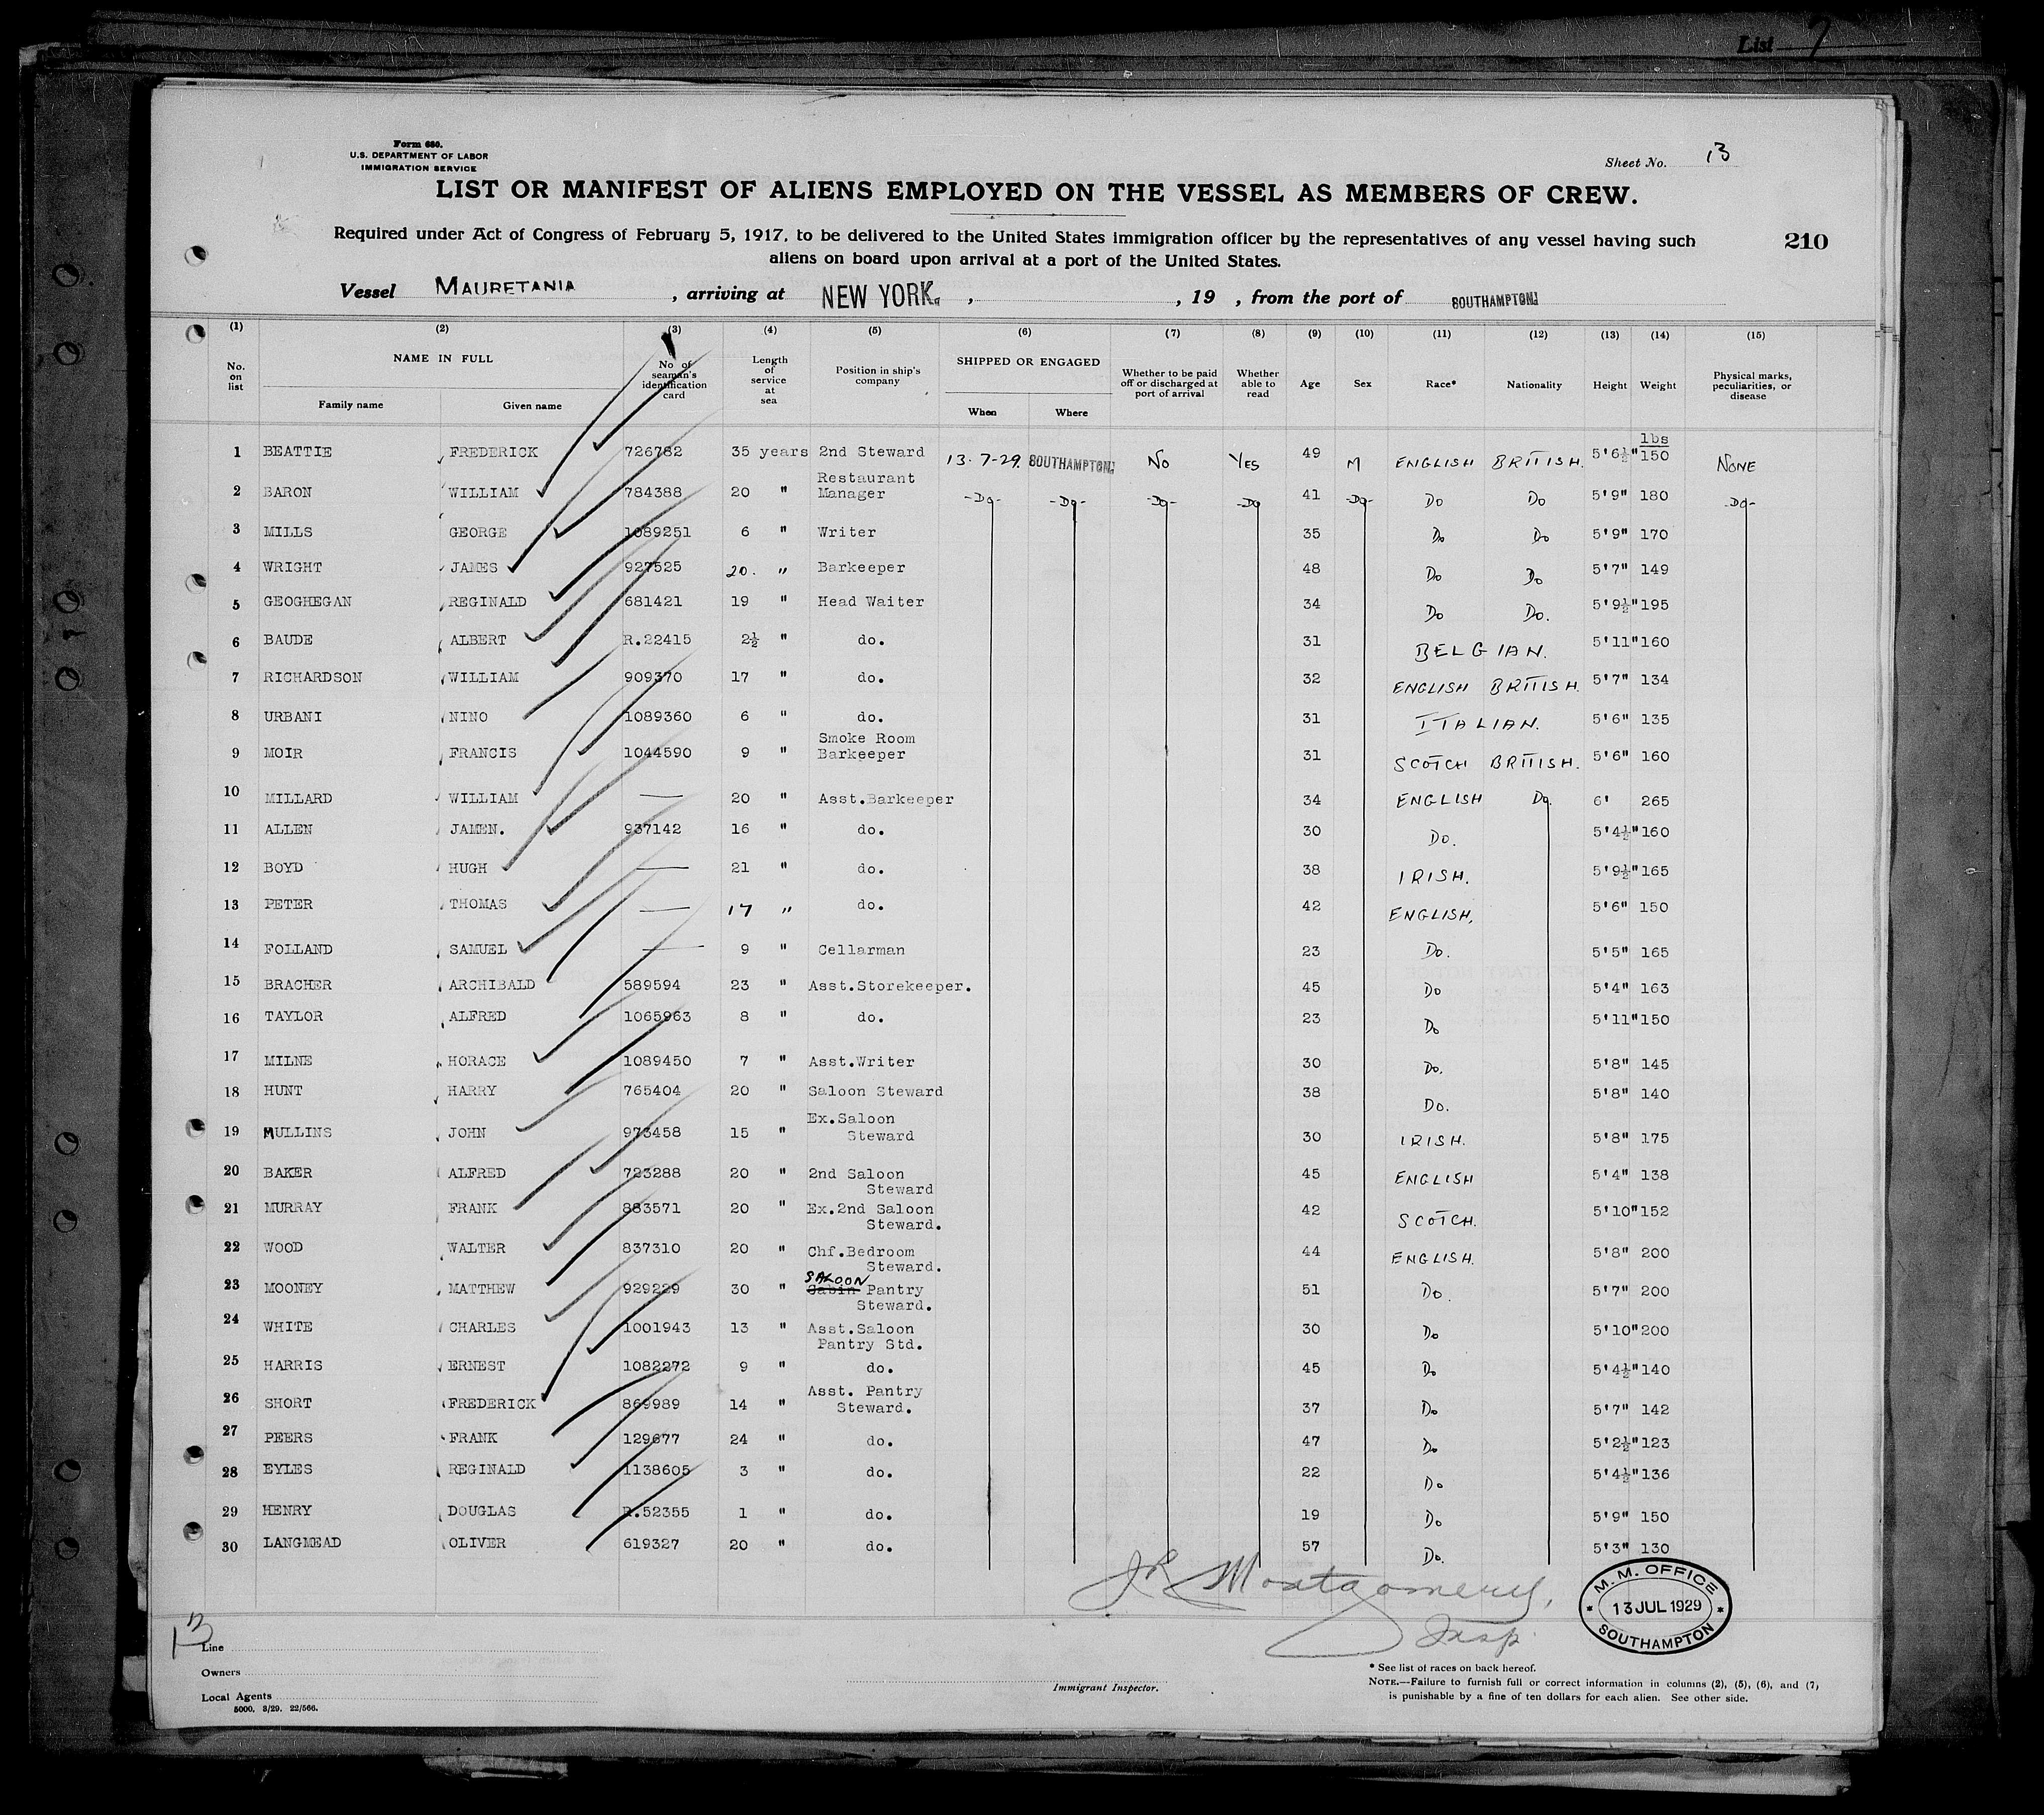 List 7
Form 680.
U.S. DEPARTMENT OF LABOR
IMMIGRATION SERVICE
Sheet No. 13
LIST OR MANIFEST OF ALIENS EMPLOYED ON THE VESSEL AS MEMBERS OF CREW.
Required under Act of Congress of February 5, 1917, to be delivered to the United States immigration officer by the representatives of any vessel having such
aliens on board upon arrival at a port of the United States.
210
Vessel MAURETANIA, arriving at NEW YORK, , 19 , from the port of SOUTHAMPTON
(1) (2) (3) (4) (5) (6) (7) (8) (9) (10) (11) (12) (13) (14) (15)
No. on list NAME IN FULL Family name Given name No. of seaman's identification card Length of service at sea Position in ship's company SHIPPED OR ENGAGED When Where Whether to be paid off or discharged at port of arrival Whether able to read Age Sex Race* Nationality Height Weight Physical marks, peculiarities, or disease
lbs
1 BEATTIE FREDERICK 726782 35 years 2nd Steward 13.7-29. SOUTHAMPTON No YES 49 M ENGLISH BRITISH. 5'6½" 150 NONE
2 BARON WILLIAM 784388 20 " Restaurant Manager -Do- -Do- -Do- -Do 41 -Do- Do Do 5'9" 180 -Do-
3 MILLS GEORGE 1089251 6 " Writer 35 Do Do 5'9" 170
4 WRIGHT JAMES 927525 20. " Barkeeper 48 Do Do 5'7" 149
5 GEOGHEGAN REGINALD 681421 19 " Head Waiter 34 Do Do. 5'9½" 195
6 BAUDE ALBERT R.22415 2½ " do. 31 BELGIAN. 5'11" 160
7 RICHARDSON WILLIAM 909370 17 " do. 32 ENGLISH BRITISH. 5'7" 134
8 URBANI NINO 1089360 6 " do. 31 ITALIAN. 5'6" 135
9 MOIR FRANCIS 1044590 9 " Smoke Room Barkeeper 31 SCOTCH BRITISH. 5'6" 160
10 MILLARD WILLIAM — 20 " Asst.Barkeeper 34 ENGLISH Do. 6' 265
11 ALLEN JAMEN. 937142 16 " do. 30 Do. 5'4½" 160
12 BOYD HUGH — 21 " do. 38 IRISH. 5'9½" 165
13 PETER THOMAS — 17 " do. 42 ENGLISH, 5'6" 150
14 FOLLAND SAMUEL — 9 " Cellarman 23 Do. 5'5" 165
15 BRACHER ARCHIBALD 589594 23 " Asst.Storekeeper. 45 Do 5'4" 163
16 TAYLOR ALFRED 1065963 8 " do. 23 Do 5'11" 150
17 MILNE HORACE 1089450 7 " Asst.Writer 30 Do. 5'8" 145
18 HUNT HARRY 765404 20 " Saloon Steward 38 Do. 5'8" 140
19 MULLINS JOHN 973458 15 " Ex.Saloon Steward 30 IRISH. 5'8" 175
20 BAKER ALFRED 723288 20 " 2nd Saloon Steward 45 ENGLISH 5'4" 138
21 MURRAY FRANK 883571 20 " Ex.2nd Saloon Steward. 42 SCOTCH. 5'10" 152
22 WOOD WALTER 837310 20 " Chf.Bedroom Steward. 44 ENGLISH. 5'8" 200
23 MOONEY MATTHEW 929229 30 " SALOON Cabin Pantry Steward. 51 Do 5'7" 200
24 WHITE CHARLES 1001943 13 " Asst.Saloon Pantry Std. 30 Do 5'10" 200
25 HARRIS ERNEST 1082272 9 " do. 45 Do 5'4½" 140
26 SHORT FREDERICK 869989 14 " Asst. Pantry Steward. 37 Do 5'7" 142
27 PEERS FRANK 129677 24 " do. 47 Do 5'2½" 123
28 EYLES REGINALD 1138605 3 " do. 22 Do 5'4½" 136
29 HENRY DOUGLAS R.52355 1 " do. 19 Do 5'9" 150
30 LANGMEAD OLIVER 619327 20 " do. 57 Do. 5'3" 130
Montgomery,
Insp.
M. M. OFFICE
13 JUL 1929
SOUTHAMPTON
13
Line
Owners
Local Agents
5000. 3/29. 22/566.
Immigrant Inspector.
* See list of races on back hereof.
NOTE.—Failure to furnish full or correct information in columns (2), (5), (6), and (7)
is punishable by a fine of ten dollars for each alien. See other side.